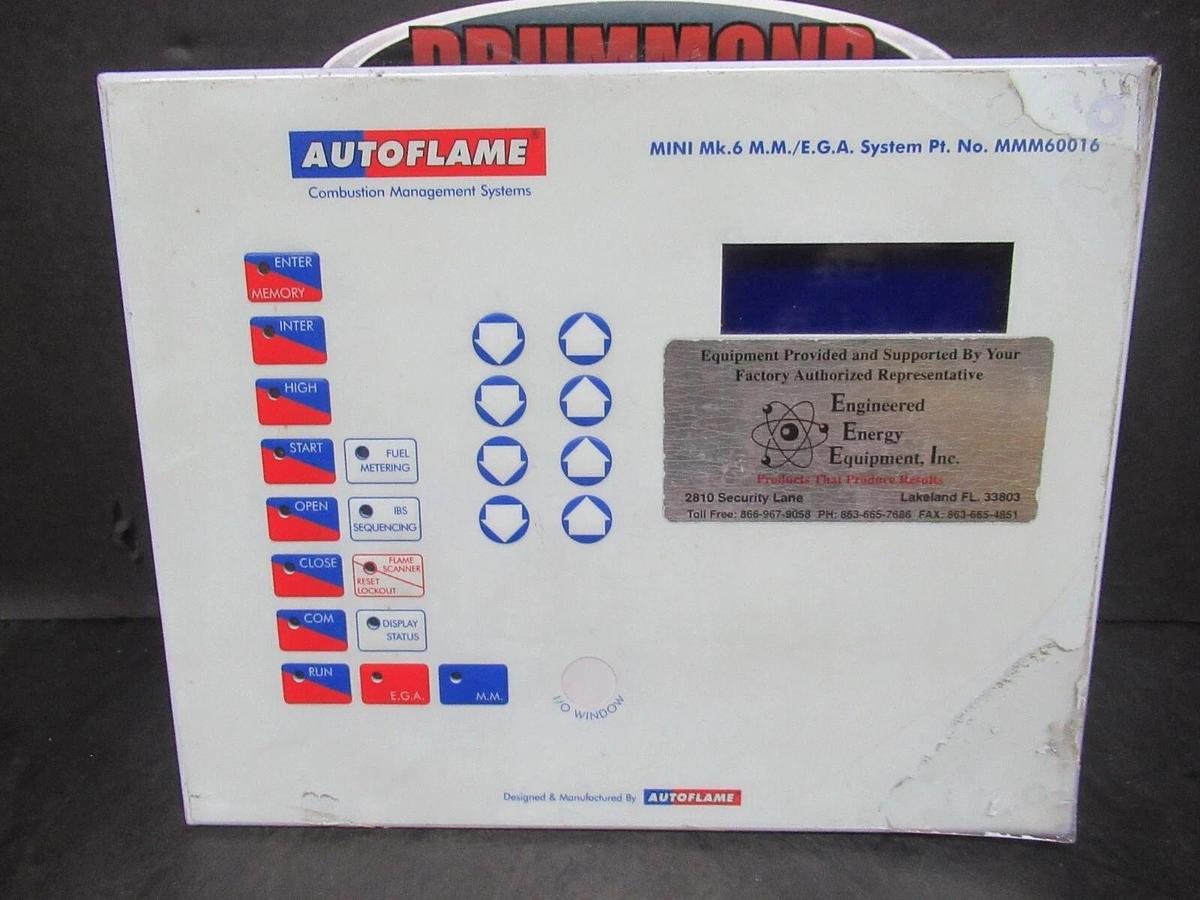 DRUMMOND
AUTOFLAME®
Combustion Management Systems
MINI Mk.6 M.M./E.G.A. System Pt. No. MMM60016
ENTER
MEMORY
INTER
HIGH
START
FUEL
METERING
OPEN
IBS
SEQUENCING
CLOSE
FLAME
SCANNER
RESET
LOCKOUT
COM
DISPLAY
STATUS
RUN
E.G.A.
M.M.
I/O WINDOW
Equipment Provided and Supported By Your
Factory Authorized Representative
Engineered
Energy
Equipment, Inc.
Products That Produce Results
2810 Security Lane Lakeland FL. 33803
Toll Free: 866-967-9058 PH: 863-665-7686 FAX: 863-665-4851
Designed & Manufactured By AUTOFLAME